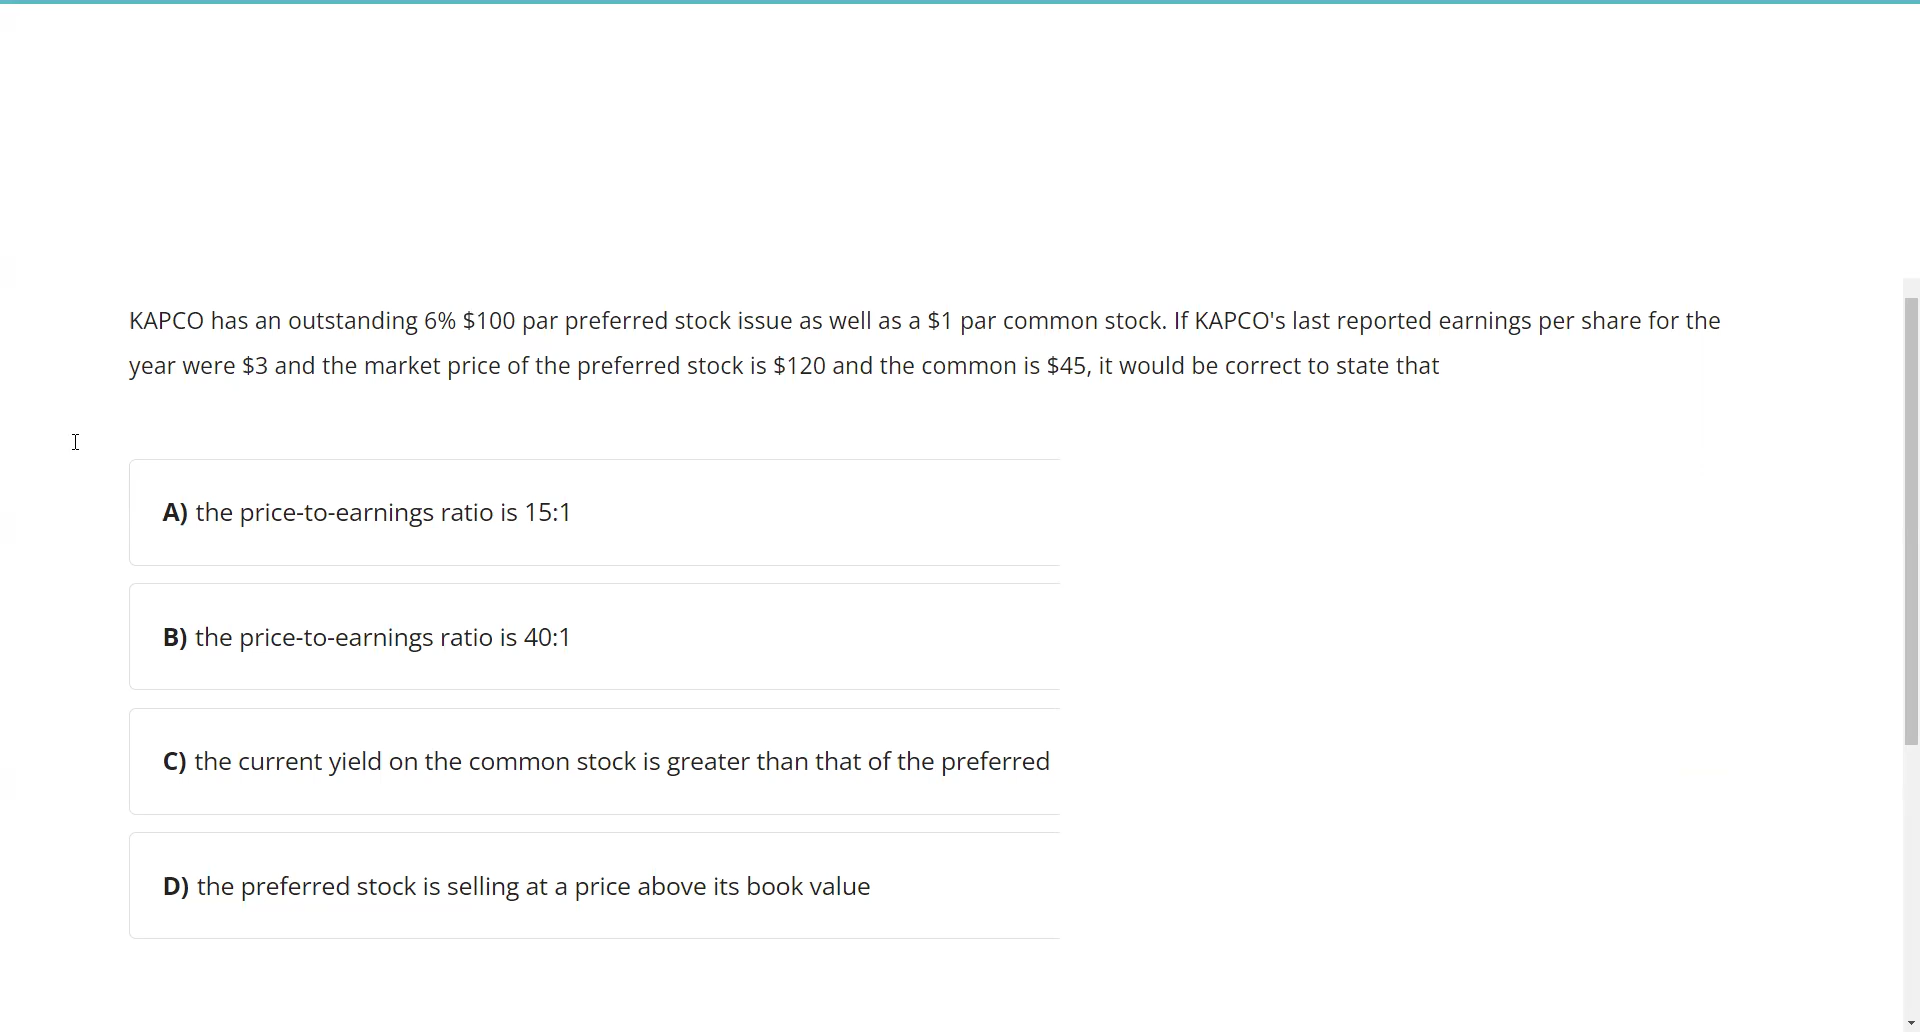 KAPCO has an outstanding 6% $100 par preferred stock issue as well as a $1 par common stock. If KAPCO's last reported earnings per share for the
year were $3 and the market price of the preferred stock is $120 and the common is $45, it would be correct to state that
A) the price-to-earnings ratio is 15:1
B) the price-to-earnings ratio is 40:1
C) the current yield on the common stock is greater than that of the preferred
D) the preferred stock is selling at a price above its book value